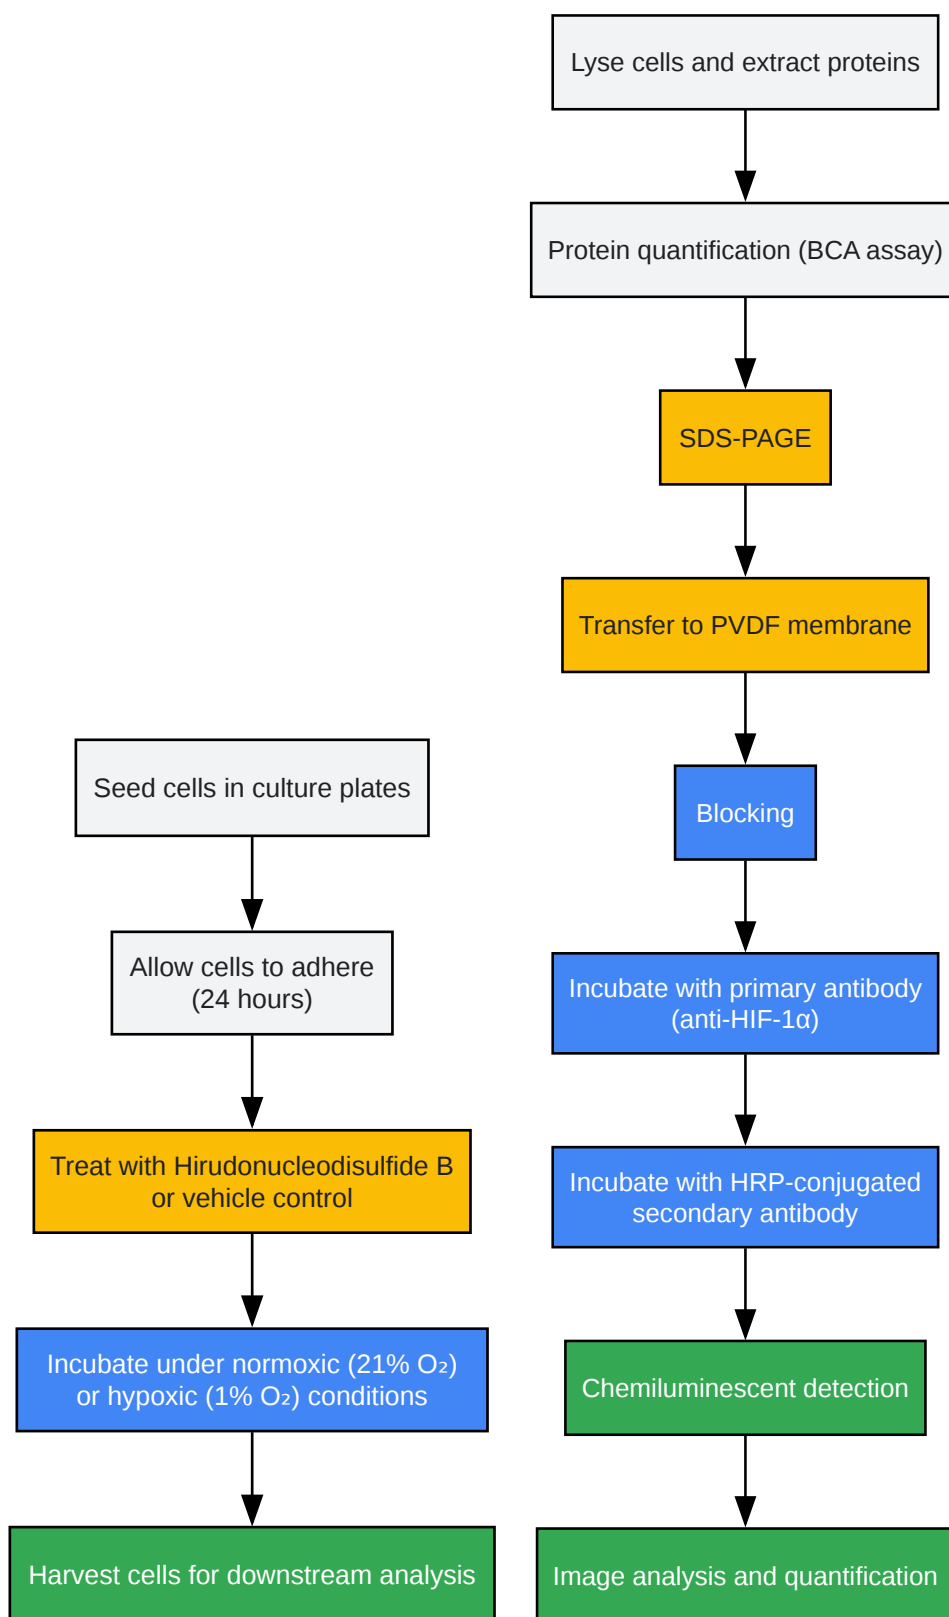 Seed cells in culture plates
Allow cells to adhere
(24 hours)
Treat with Hirudonucleodisulfide B
or vehicle control
Incubate under normoxic (21% O₂)
or hypoxic (1% O₂) conditions
Harvest cells for downstream analysis
Lyse cells and extract proteins
Protein quantification (BCA assay)
SDS-PAGE
Transfer to PVDF membrane
Blocking
Incubate with primary antibody
(anti-HIF-1α)
Incubate with HRP-conjugated
secondary antibody
Chemiluminescent detection
Image analysis and quantification